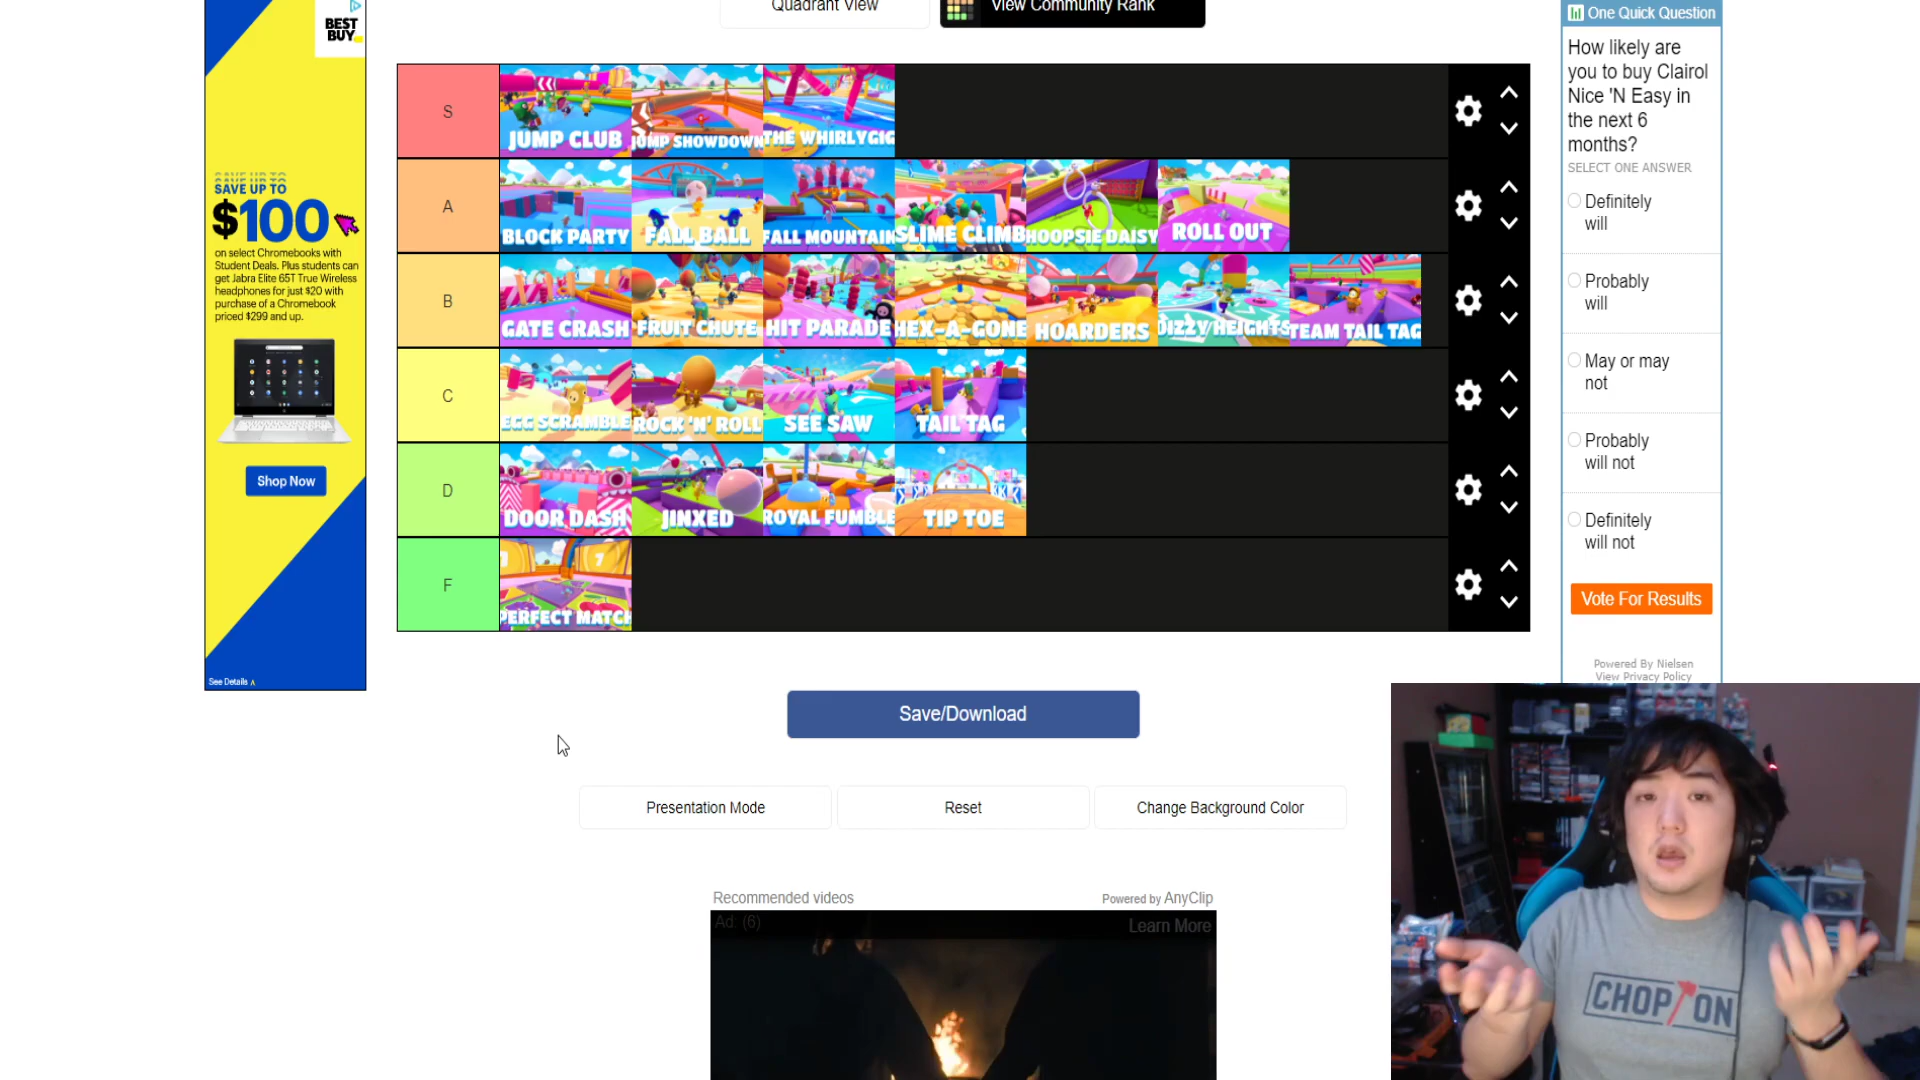 Quadrant View
View Community Rank
BEST
BUY
SAVE UP TO
SAVE UP TO
$100
on select Chromebooks with
Student Deals. Plus students can
get Jabra Elite 65T True Wireless
headphones for just $20 with
purchase of a Chromebook
priced $299 and up.
Shop Now
See Details
S
JUMP CLUB
JUMP SHOWDOWN
THE WHIRLYGIG
A
BLOCK PARTY
FALL BALL
FALL MOUNTAIN
SLIME CLIMB
HOOPSIE DAISY
ROLL OUT
B
GATE CRASH
FRUIT CHUTE
HIT PARADE
HEX-A-GONE
HOARDERS
DIZZY HEIGHTS
TEAM TAIL TAG
C
EGG SCRAMBLE
ROCK 'N' ROLL
SEE SAW
TAIL TAG
D
DOOR DASH
JINXED
ROYAL FUMBLE
TIP TOE
F
PERFECT MATCH
One Quick Question
How likely are
you to buy Clairol
Nice 'N Easy in
the next 6
months?
SELECT ONE ANSWER
Definitely
will
Probably
will
May or may
not
Probably
will not
Definitely
will not
Vote For Results
Powered By Nielsen
View Privacy Policy
Save/Download
Presentation Mode
Reset
Change Background Color
Recommended videos
Powered by AnyClip
Ad: (6)
Learn More
CHOP ON